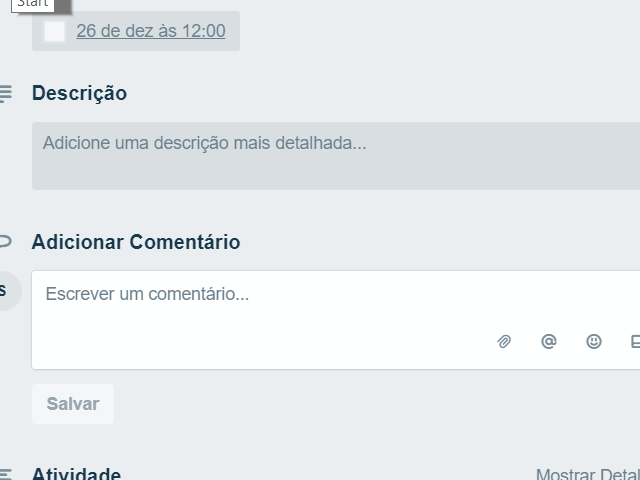 Start
26 de dez às 12:00
Descrição
Adicione uma descrição mais detalhada...
Adicionar Comentário
S
Escrever um comentário...
@
Salvar
Atividade
Mostrar Detal